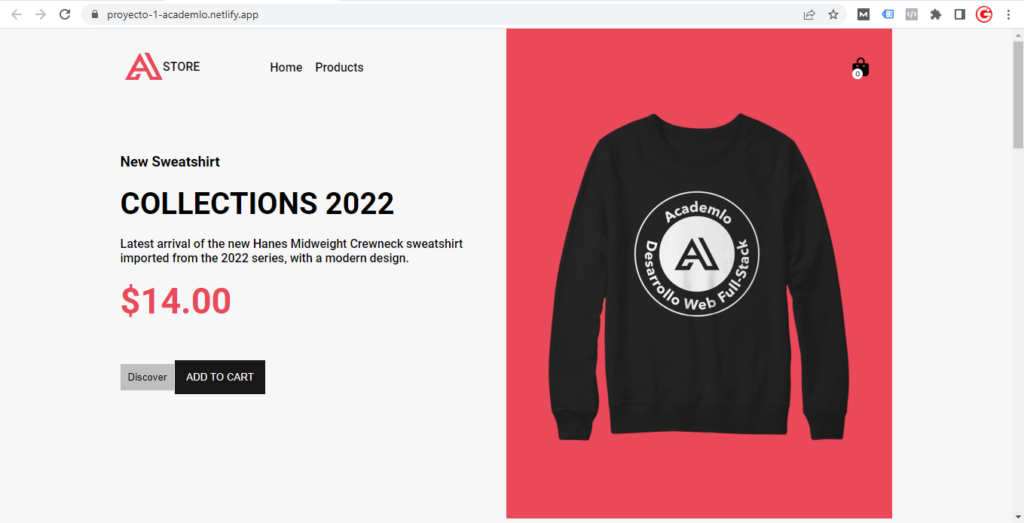 proyecto-1-academlo.netlify.app
STORE
Home
Products
0
New Sweatshirt
COLLECTIONS 2022
Latest arrival of the new Hanes Midweight Crewneck sweatshirt
imported from the 2022 series, with a modern design.
$14.00
Discover
ADD TO CART
Academlo
Desarrollo Web Full-Stack